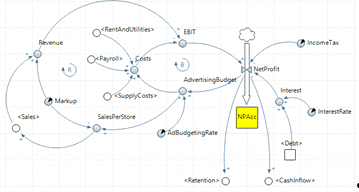 <RentAndUtilities>
EBIT
Revenue
IncomeTax
<Payroll>
Costs
R
B
NetProfit
AdvertisingBudget
Interest
<SupplyCosts>
Markup
InterestRate
<Sales>
SalesPerStore
NPAcc
AdBudgetingRate
<Debt>
<Retention>
<CashInflow>